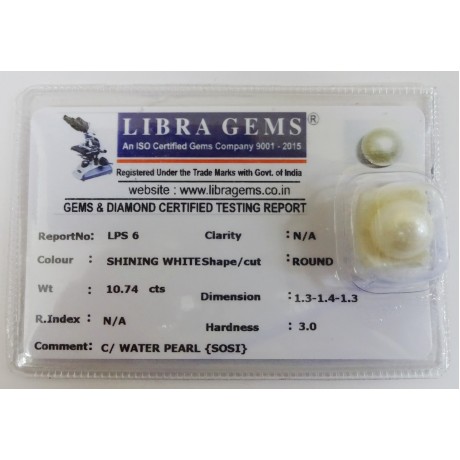 LIBRA GEMS ®
An ISO Certified Gems Company 9001 - 2015
Registered Under the Trade Marks with Govt. of India
website : www.libragems.co.in
GEMS & DIAMOND CERTIFIED TESTING REPORT
ReportNo: LPS 6 Clarity : N/A
Colour : SHINING WHITE Shape/cut : ROUND
Wt : 10.74 cts Dimension : 1.3-1.4-1.3
R.Index : N/A Hardness : 3.0
Comment: C/ WATER PEARL {SOSI}